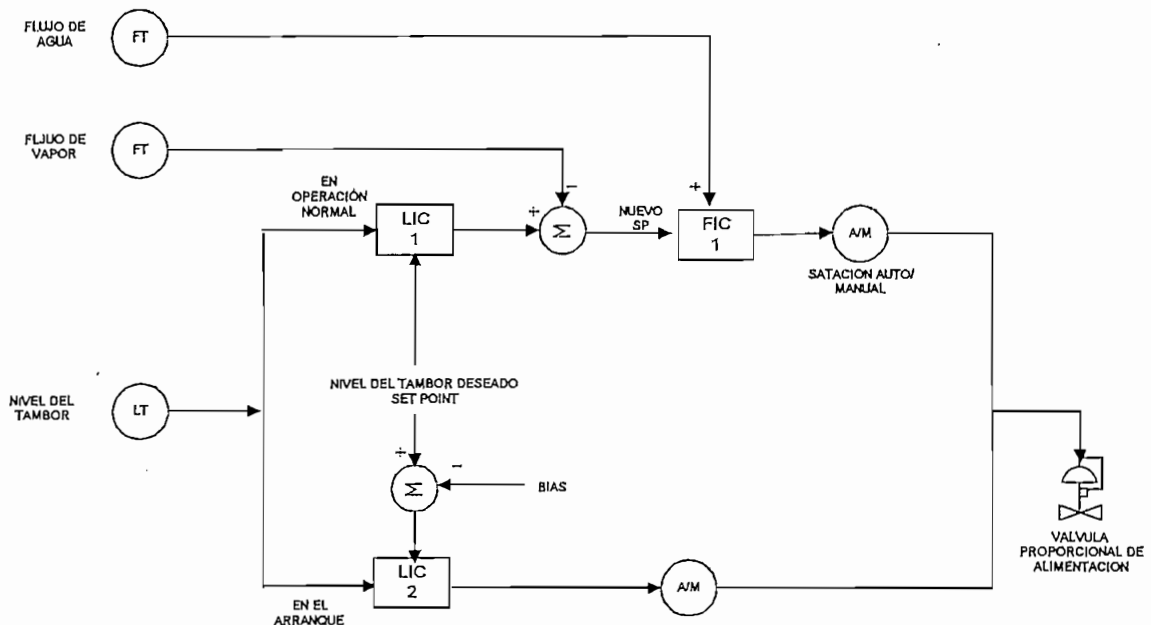 FLUJO DE
AGUA
FT
FLJUO DE
VAPOR
FT
EN
OPERACIÓN
NORMAL
LIC
1
+
−
Σ
NUEVO
SP
+
FIC
1
A/M
SATACION AUTO/
MANUAL
NIVEL DEL
TAMBOR
LT
NIVEL DEL TAMBOR DESEADO
SET POINT
+
−
Σ
BIAS
EN EL
ARRANQUE
LIC
2
A/M
VALVULA
PROPORCIONAL DE
ALIMENTACION